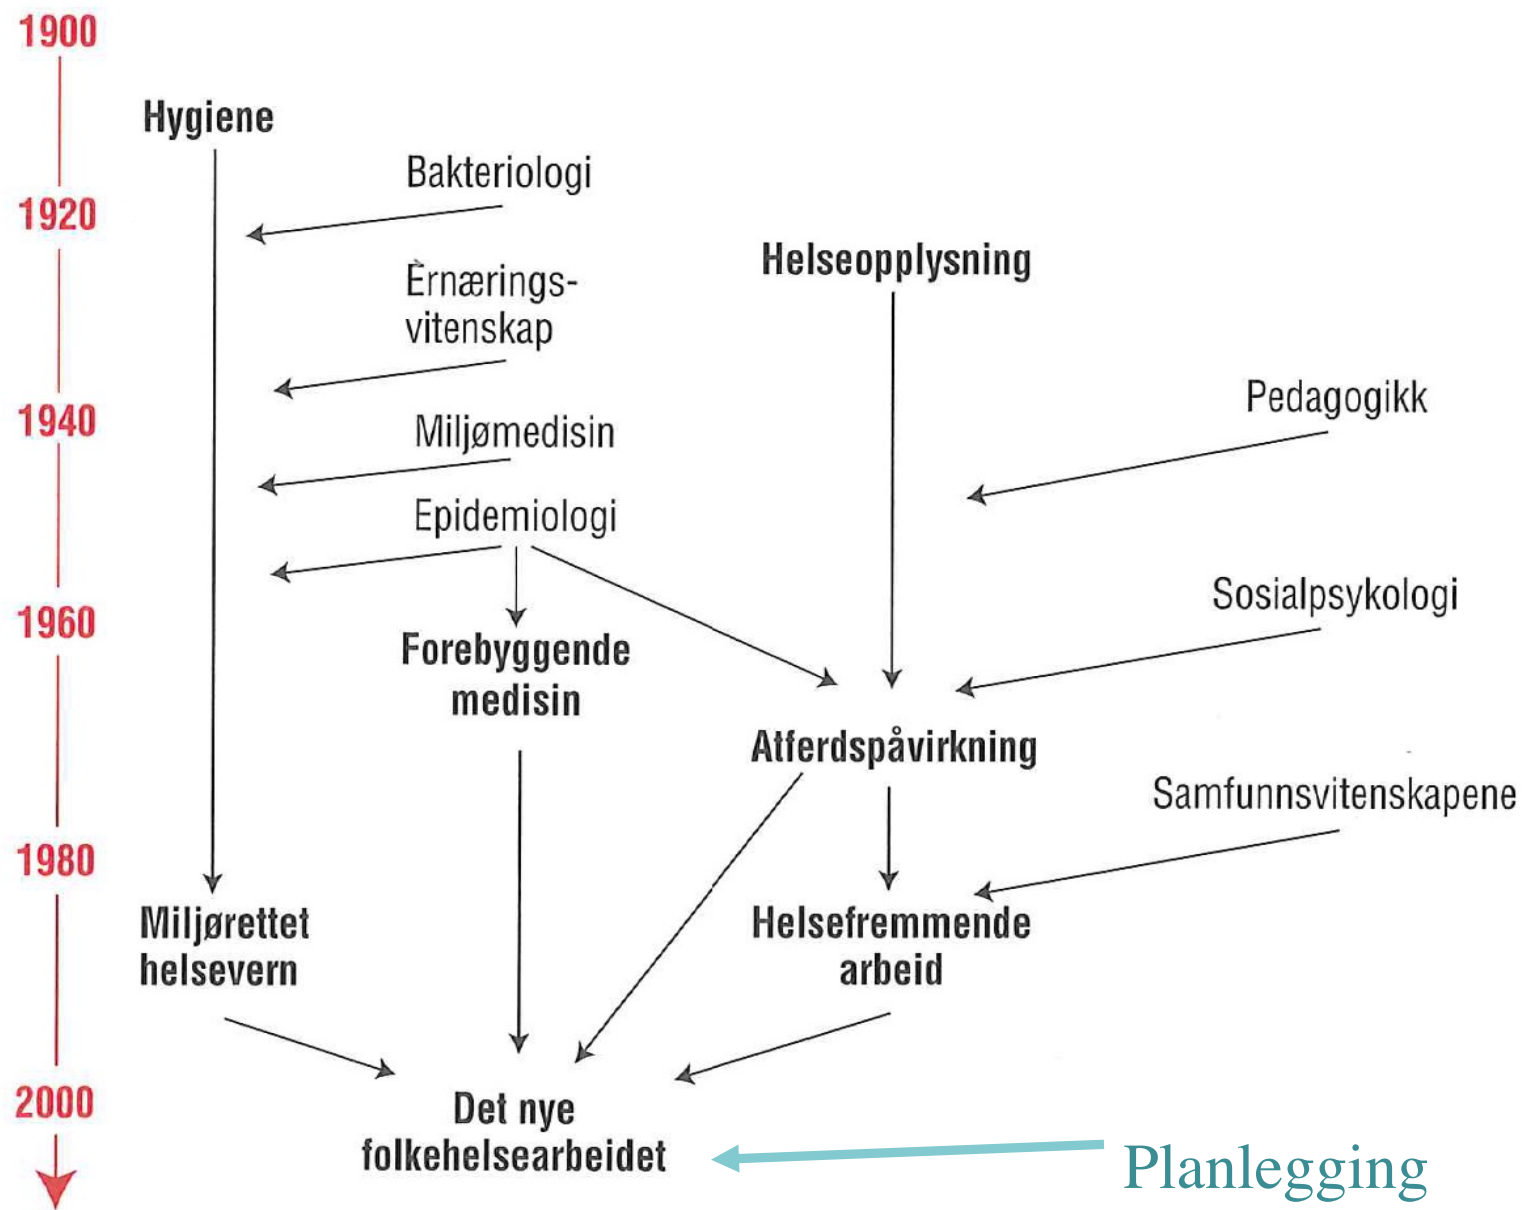 1900
Hygiene
Bakteriologi
1920
Helseopplysning
Ernærings-
vitenskap
Pedagogikk
1940
Miljømedisin
Epidemiologi
Sosialpsykologi
1960
Forebyggende
medisin
Atferdspåvirkning
Samfunnsvitenskapene
1980
Miljørettet
helsevern
Helsefremmende
arbeid
2000
Det nye
folkehelsearbeidet
Planlegging